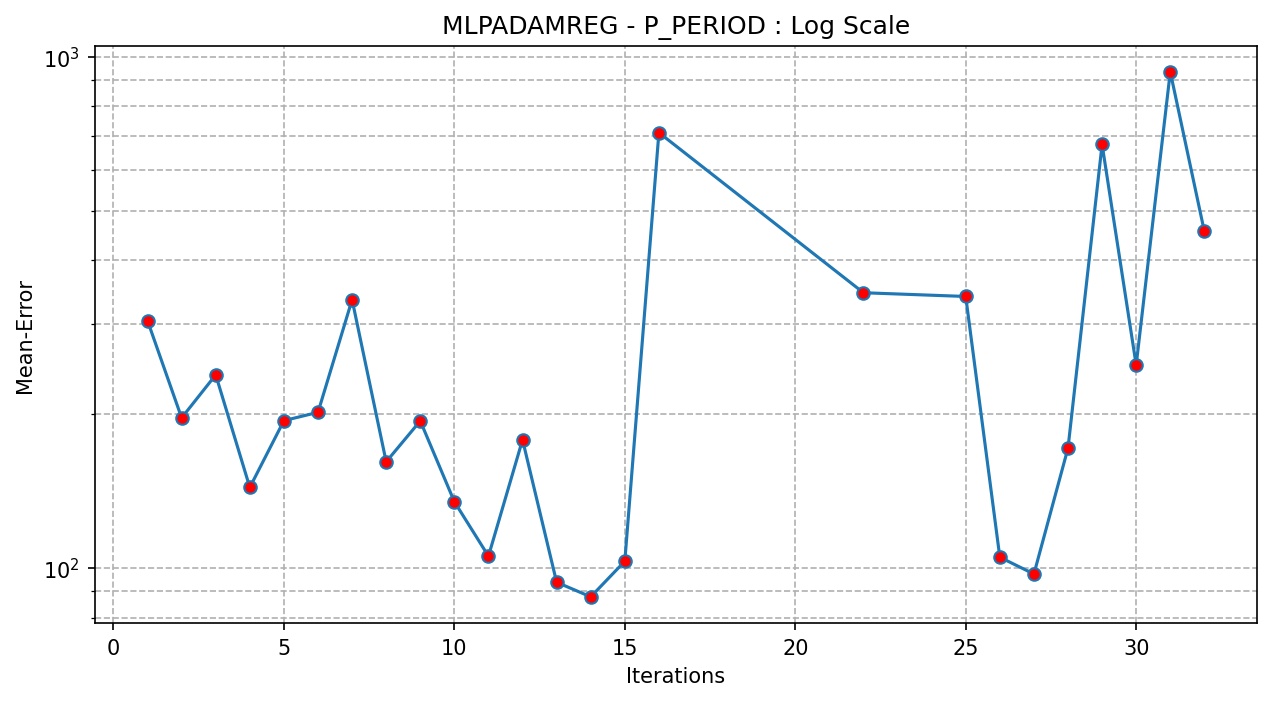 MLPADAMREG - P_PERIOD : Log Scale
10³
10²
Mean-Error
0 5 10 15 20 25 30
Iterations